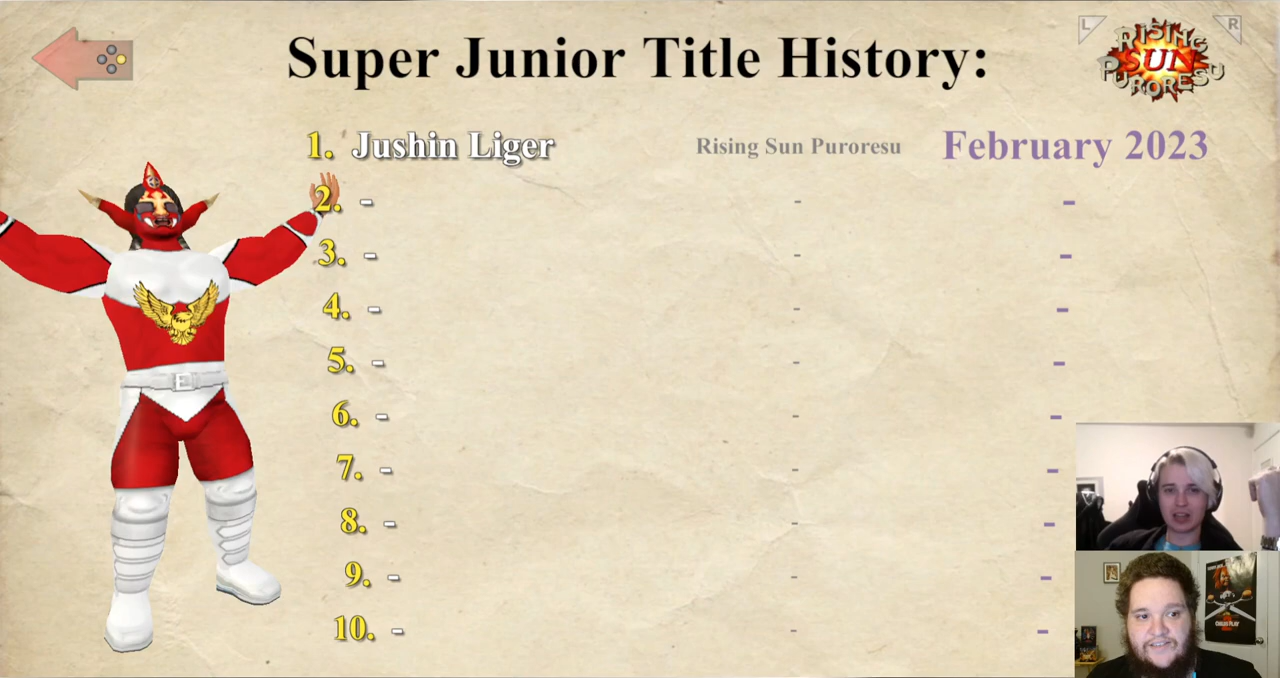 Super Junior Title History:
L
R
RISING
SUN
PURORESU
1. Jushin Liger Rising Sun Puroresu February 2023
2. - - -
3. - - -
4. - - -
5. - - -
6. - - -
7. - - -
8. - - -
9. - - -
10. - - -
E